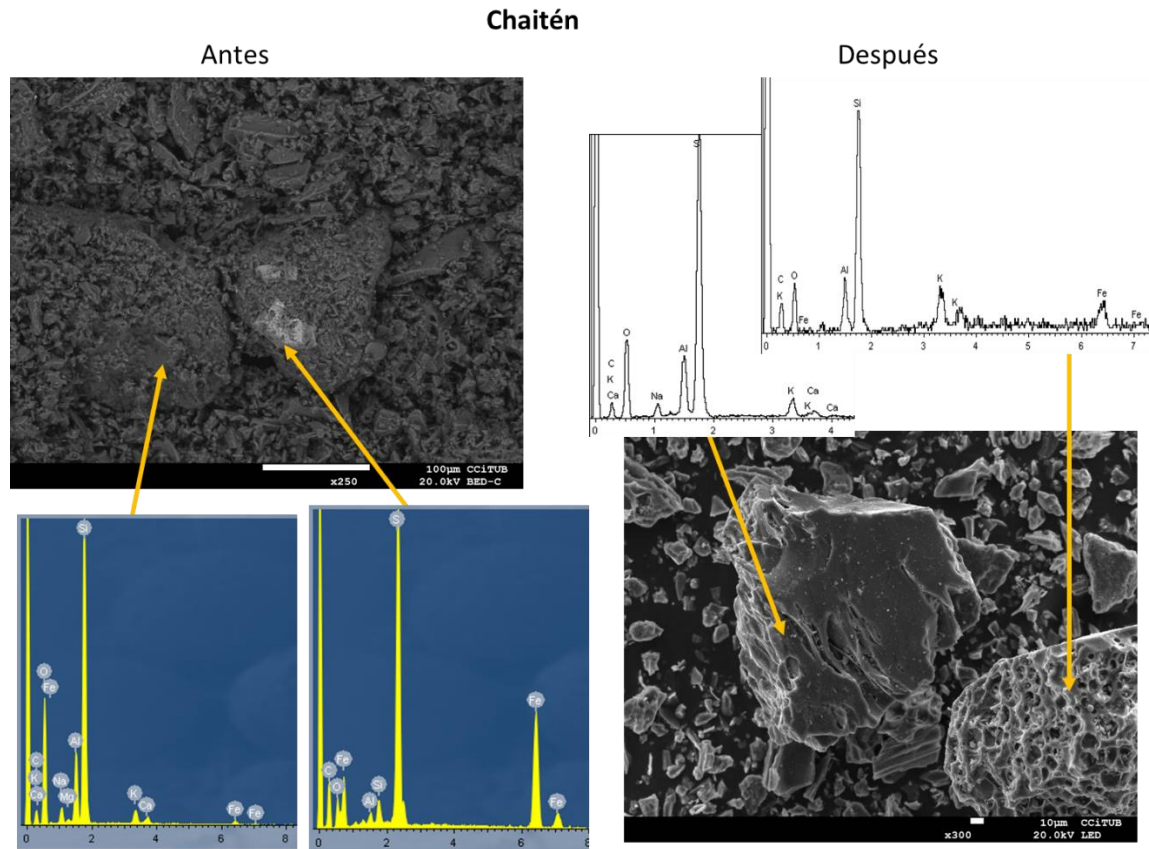 Chaitén
Antes
Después
100µm CCiTUB
x250 20.0kV BED-C
Si
O
Fe
Al
C
K
Ca
Na
Mg
K
Ca
Fe
Fe
0 2 4 6 8
S
Fe
Fe
C
O
Si
Al
Fe
0 2 4 6 8
S
O
Al
C
K
Ca
Na
K
K
Ca
Ca
0 1 2 3 4
Si
C
O
Al
K
Fe
K
K
Fe
Fe
0 1 2 3 4 5 6 7
10µm CCiTUB
x300 20.0kV LED